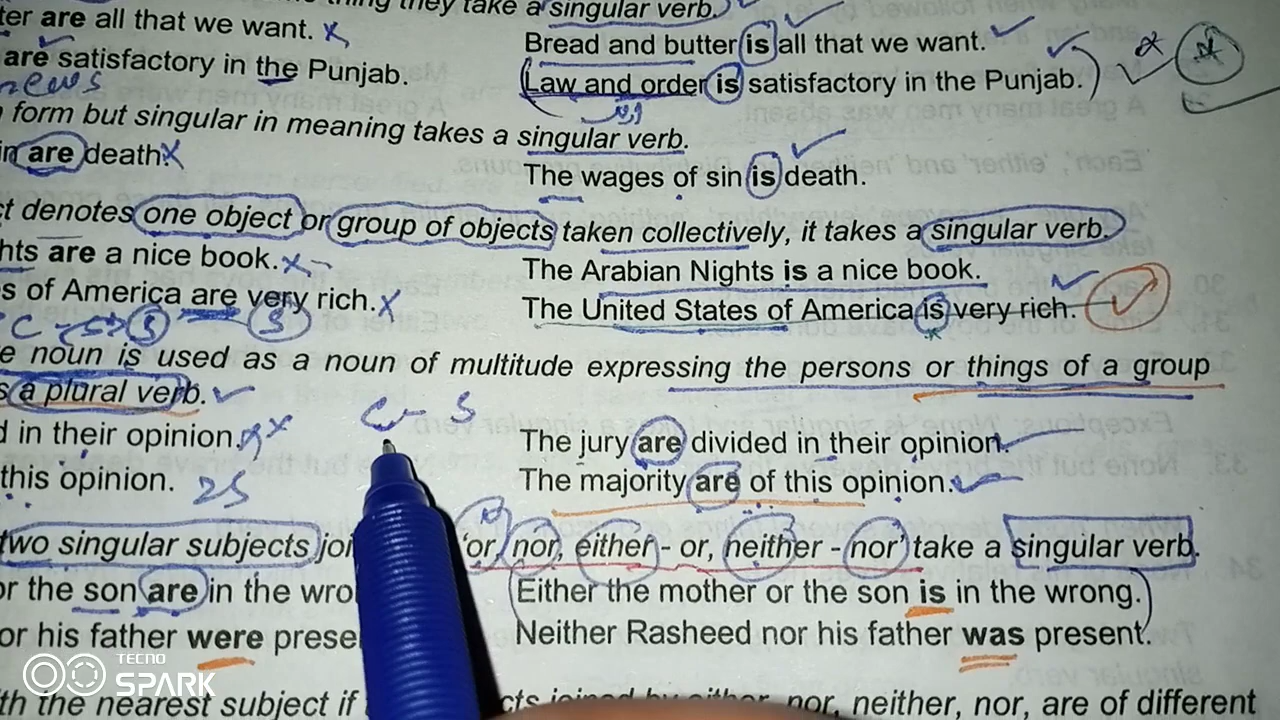 thing they take a singular verb.
ter are all that we want. x Bread and butter is all that we want.
are satisfactory in the Punjab. Law and order is satisfactory in the Punjab.
news
form but singular in meaning takes a singular verb.
in are death. x The wages of sin is death.
ct denotes one object or group of objects taken collectively, it takes a singular verb.
hts are a nice book. x The Arabian Nights is a nice book.
s of America are very rich. x The United States of America is very rich.
C S S
e noun is used as a noun of multitude expressing the persons or things of a group
s a plural verb.
C - S
d in their opinion. x The jury are divided in their opinion.
this opinion. 2S The majority are of this opinion.
two singular subjects joi 'or, nor, either - or, neither - nor' take a singular verb.
or the son are in the wro Either the mother or the son is in the wrong.
or his father were prese Neither Rasheed nor his father was present.
TECNO
SPARK
th the nearest subject if cts joined by either, nor, neither, nor, are of different